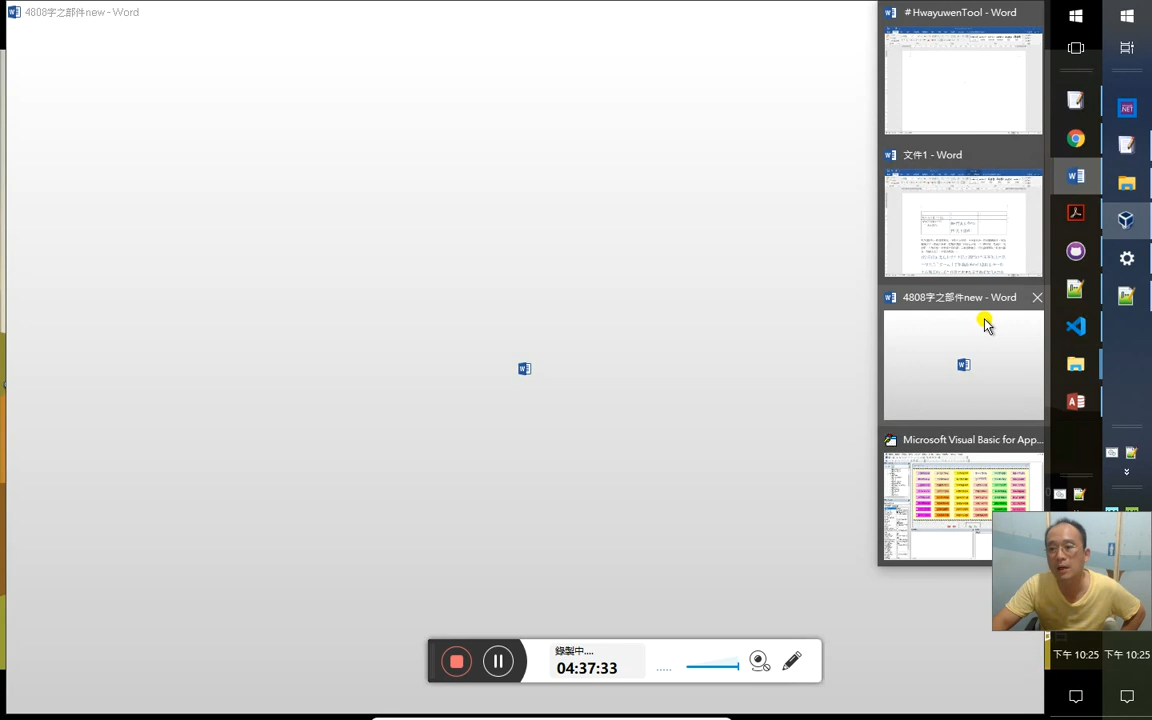 4808字之部件new - Word
# HwayuwenTool - Word
文件1 - Word
4808字之部件new - Word
Microsoft Visual Basic for App...
.NET
錄製中....
04:37:33
下午 10:25
下午 10:25